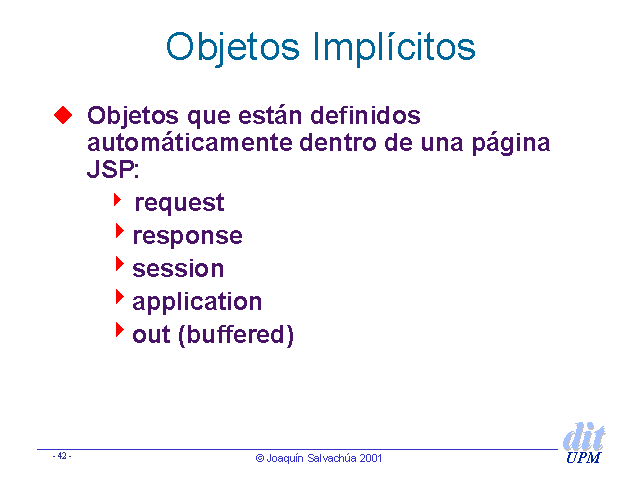 Objetos Implícitos
Objetos que están definidos
automáticamente dentro de una página
JSP:
request
response
session
application
out (buffered)
- 42 -
© Joaquín Salvachúa 2001
dit
UPM